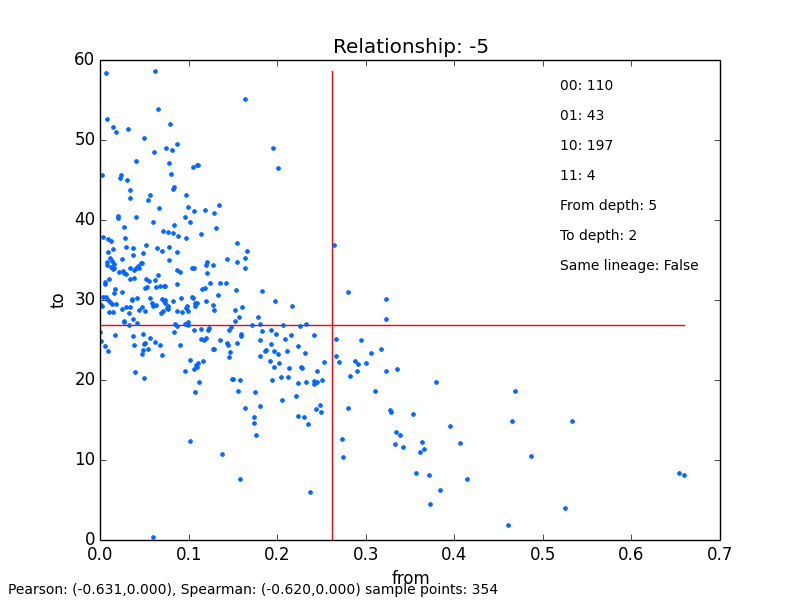 Relationship: -5
60
50
40
30
20
10
0
to
00: 110
01: 43
10: 197
11: 4
From depth: 5
To depth: 2
Same lineage: False
0.0 0.1 0.2 0.3 0.4 0.5 0.6 0.7
from
Pearson: (-0.631,0.000), Spearman: (-0.620,0.000) sample points: 354